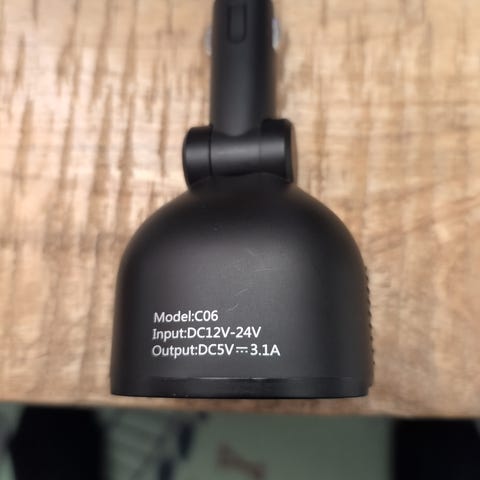 Model:C06
Input:DC12V-24V
Output:DC5V⎓3.1A